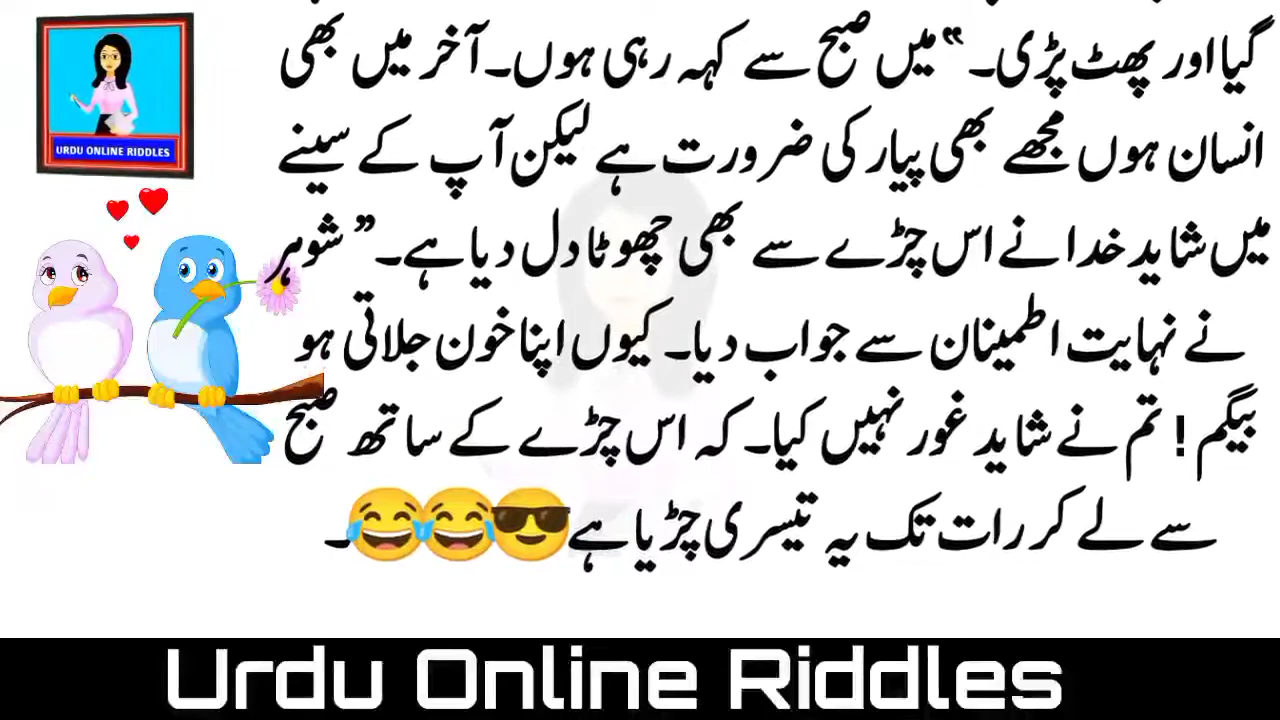 URDU ONLINE RIDDLES
گیا اور پھٹ پڑی۔ “میں صبح سے کہہ رہی ہوں۔ آخر میں بھی
انسان ہوں مجھے بھی پیار کی ضرورت ہے لیکن آپ کے سینے
میں شاید خدا نے اس چڑے سے بھی چھوٹا دل دیا ہے۔” شوہر
نے نہایت اطمینان سے جواب دیا۔ کیوں اپنا خون جلاتی ہو
بیگم! تم نے شاید غور نہیں کیا۔ کہ اس چڑے کے ساتھ صبح
سے لے کر رات تک یہ تیسری چڑیا ہے😎😂😂۔
Urdu Online Riddles